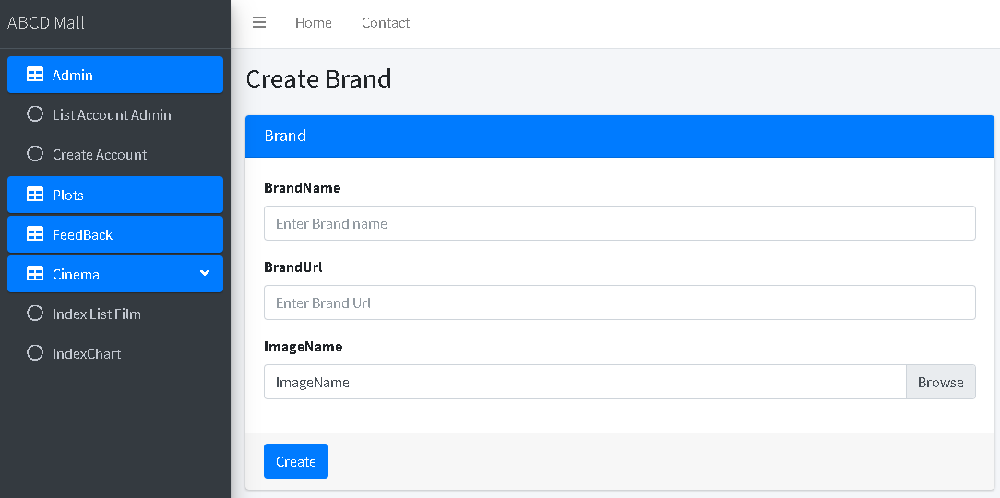 ABCD Mall
Home
Contact
Admin
List Account Admin
Create Account
Plots
FeedBack
Cinema
Index List Film
IndexChart
Create Brand
Brand
BrandName
Enter Brand name
BrandUrl
Enter Brand Url
ImageName
ImageName
Browse
Create